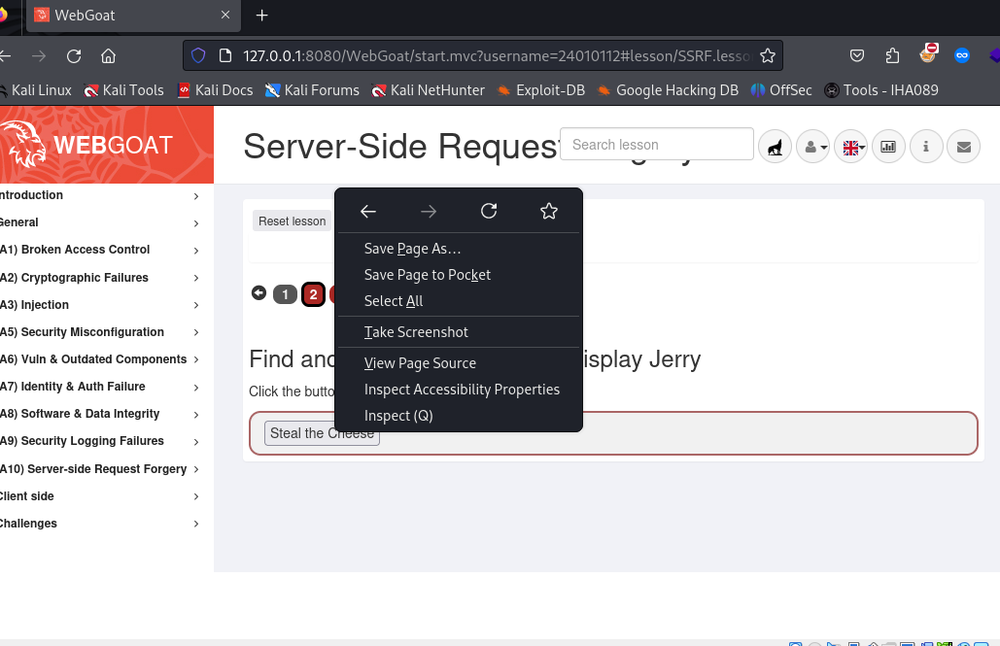 WebGoat
127.0.0.1:8080/WebGoat/start.mvc?username=24010112#lesson/SSRF.lesso
Kali Linux Kali Tools Kali Docs Kali Forums Kali NetHunter Exploit-DB Google Hacking DB OffSec Tools - IHA089
WEBGOAT
Server-Side Reques
Search lesson
ntroduction
General
A1) Broken Access Control
A2) Cryptographic Failures
A3) Injection
A5) Security Misconfiguration
A6) Vuln & Outdated Components
A7) Identity & Auth Failure
A8) Software & Data Integrity
A9) Security Logging Failures
A10) Server-side Request Forgery
Client side
Challenges
Reset lesson
1 2
Save Page As…
Save Page to Pocket
Select All
Take Screenshot
View Page Source
Inspect Accessibility Properties
Inspect (Q)
Find and isplay Jerry
Click the butto
Steal the Cheese